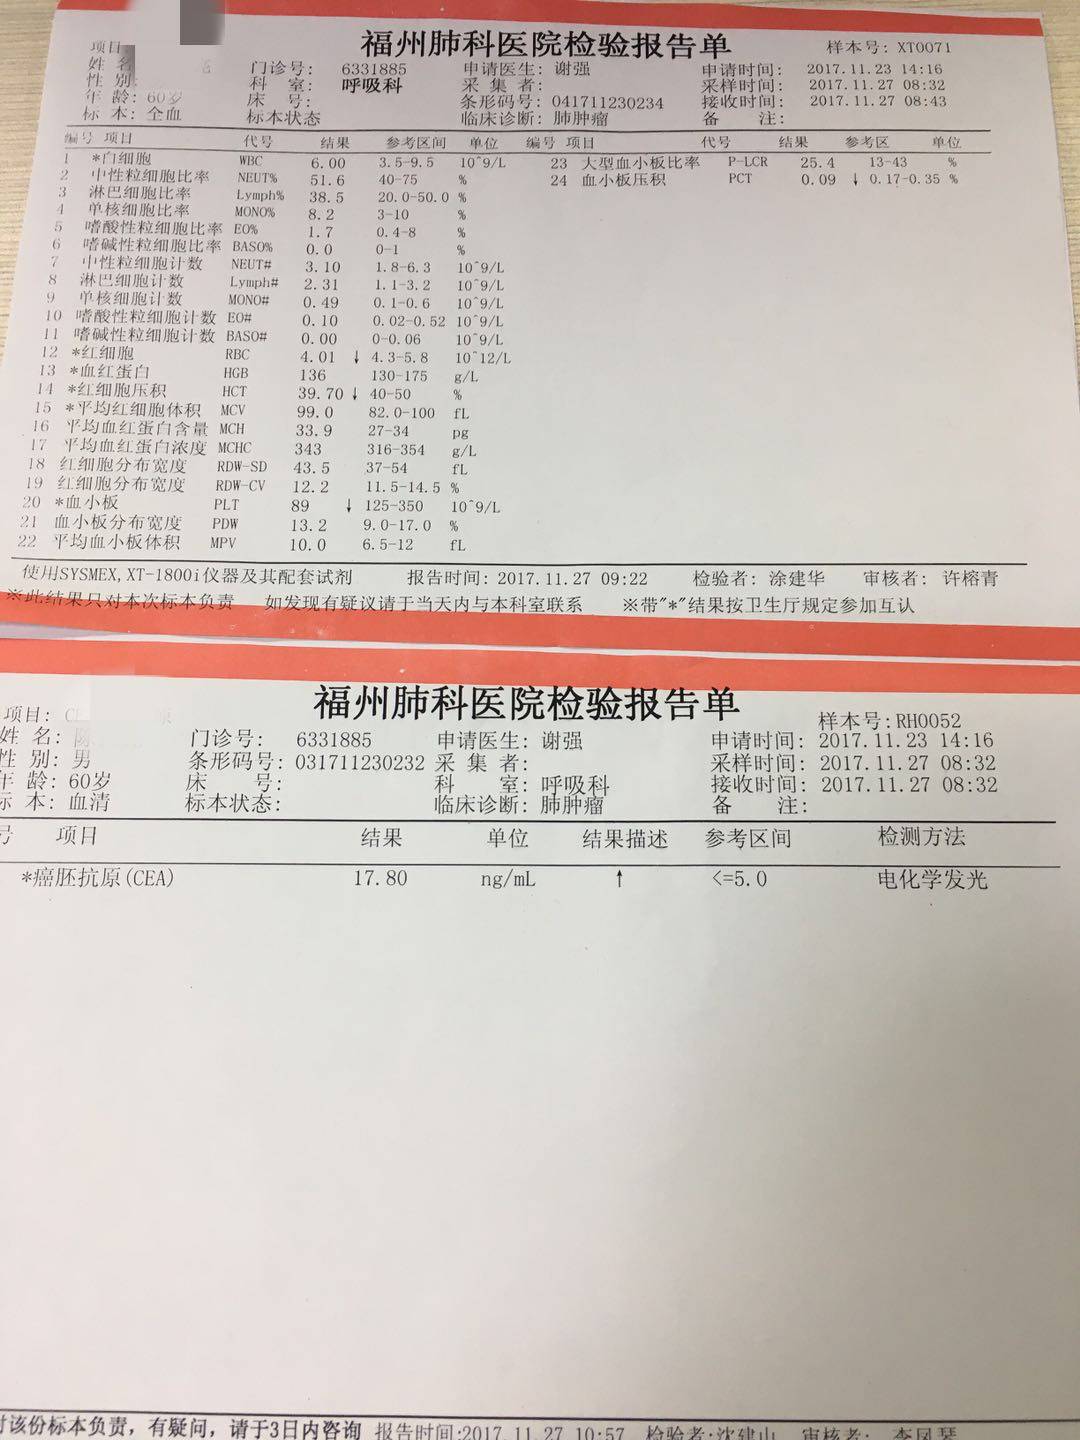 福州肺科医院检验报告单
项目 样本号: XT0071
姓 名 门诊号: 6331885 申请医生: 谢强 申请时间: 2017.11.23 14:16
性 别: 科 室: 呼吸科 采 集 者: 采样时间: 2017.11.27 08:32
年 龄: 60岁 床 号: 条形码号: 041711230234 接收时间: 2017.11.27 08:43
标 本: 全血 标本状态 临床诊断: 肺肿瘤 备 注:
编号 项目 代号 结果 参考区间 单位 编号 项目 代号 结果 参考区 单位
1 *白细胞 WBC 6.00 3.5-9.5 10^9/L 23 大型血小板比率 P-LCR 25.4 13-43 %
2 中性粒细胞比率 NEUT% 51.6 40-75 % 24 血小板压积 PCT 0.09 ↓ 0.17-0.35 %
3 淋巴细胞比率 Lymph% 38.5 20.0-50.0 %
4 单核细胞比率 MONO% 8.2 3-10 %
5 嗜酸性粒细胞比率 EO% 1.7 0.4-8 %
6 嗜碱性粒细胞比率 BASO% 0.0 0-1 %
7 中性粒细胞计数 NEUT# 3.10 1.8-6.3 10^9/L
8 淋巴细胞计数 Lymph# 2.31 1.1-3.2 10^9/L
9 单核细胞计数 MONO# 0.49 0.1-0.6 10^9/L
10 嗜酸性粒细胞计数 EO# 0.10 0.02-0.52 10^9/L
11 嗜碱性粒细胞计数 BASO# 0.00 0-0.06 10^9/L
12 *红细胞 RBC 4.01 ↓ 4.3-5.8 10^12/L
13 *血红蛋白 HGB 136 130-175 g/L
14 *红细胞压积 HCT 39.70 ↓ 40-50 %
15 *平均红细胞体积 MCV 99.0 82.0-100 fL
16 平均血红蛋白含量 MCH 33.9 27-34 pg
17 平均血红蛋白浓度 MCHC 343 316-354 g/L
18 红细胞分布宽度 RDW-SD 43.5 37-54 fL
19 红细胞分布宽度 RDW-CV 12.2 11.5-14.5 %
20 *血小板 PLT 89 ↓ 125-350 10^9/L
21 血小板分布宽度 PDW 13.2 9.0-17.0 %
22 平均血小板体积 MPV 10.0 6.5-12 fL
使用SYSMEX,XT-1800i仪器及其配套试剂 报告时间: 2017.11.27 09:22 检验者: 涂建华 审核者: 许榕青
※此结果只对本次标本负责 如发现有疑议请于当天内与本科室联系 ※带"*"结果按卫生厅规定参加互认
福州肺科医院检验报告单
项目: 样本号:RH0052
姓 名: 门诊号: 6331885 申请医生: 谢强 申请时间: 2017.11.23 14:16
性 别: 男 条形码号: 031711230232 采 集 者: 采样时间: 2017.11.27 08:32
年 龄: 60岁 床 号: 科 室: 呼吸科 接收时间: 2017.11.27 08:32
标 本: 血清 标本状态: 临床诊断: 肺肿瘤 备 注:
号 项目 结果 单位 结果描述 参考区间 检测方法
*癌胚抗原(CEA) 17.80 ng/mL ↑ <=5.0 电化学发光
对该份标本负责，有疑问，请于3日内咨询 报告时间:2017.11.27 10:57 检验者:沈建山 审核者: 李凤琴